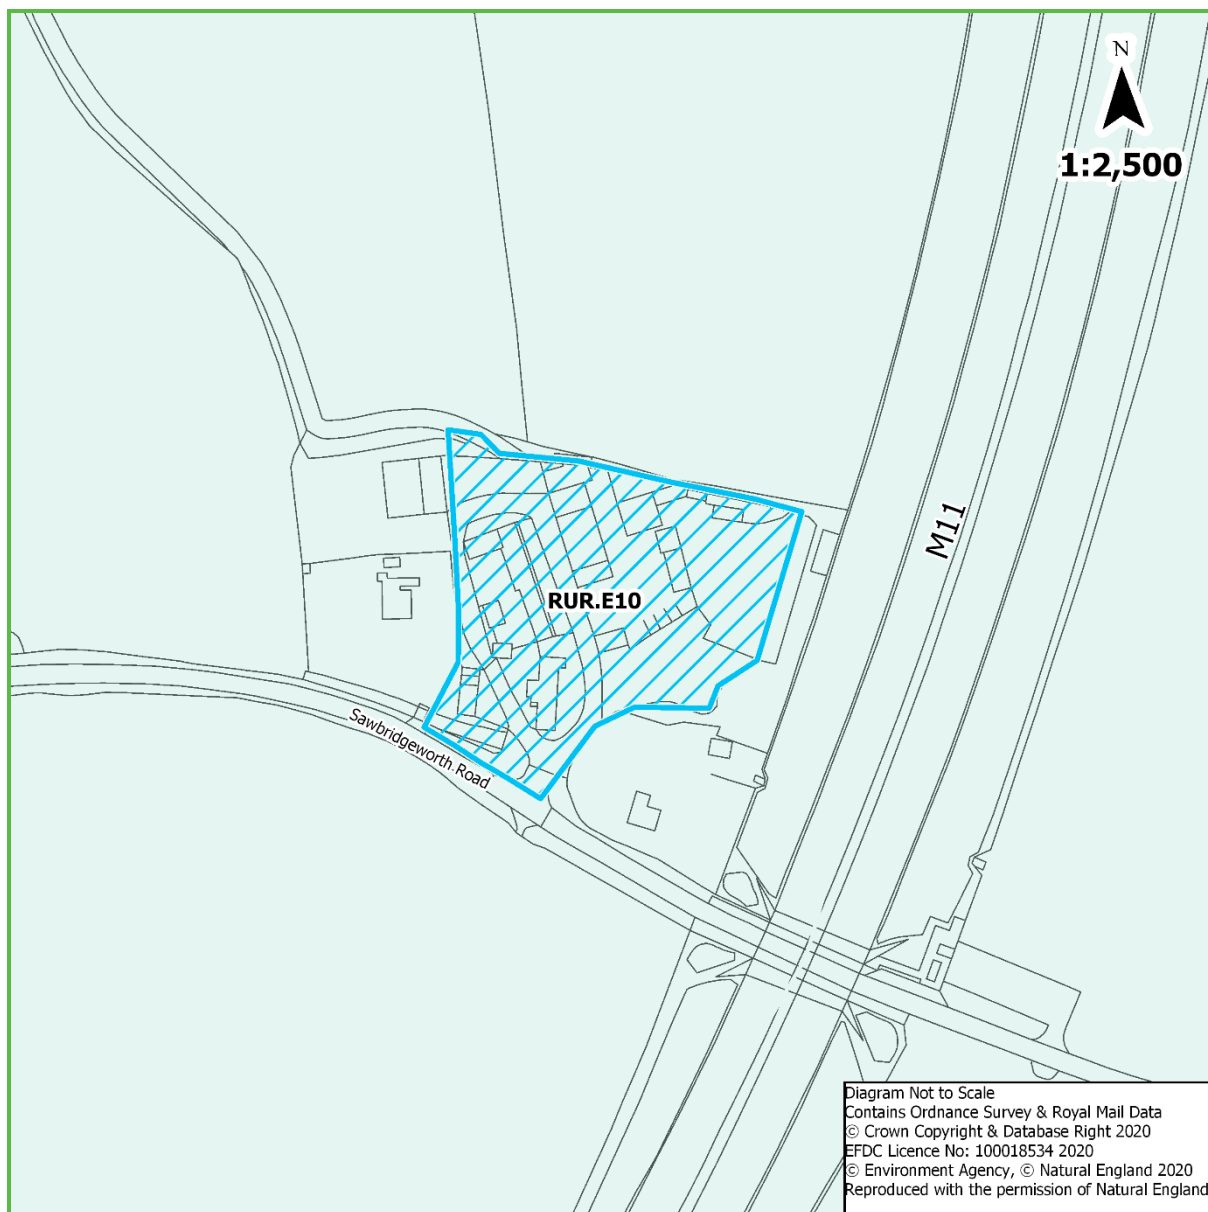 N
1:2,500
M11
RUR.E10
Sawbridgeworth Road
Diagram Not to Scale
Contains Ordnance Survey & Royal Mail Data
© Crown Copyright & Database Right 2020
EFDC Licence No: 100018534 2020
© Environment Agency, © Natural England 2020
Reproduced with the permission of Natural England